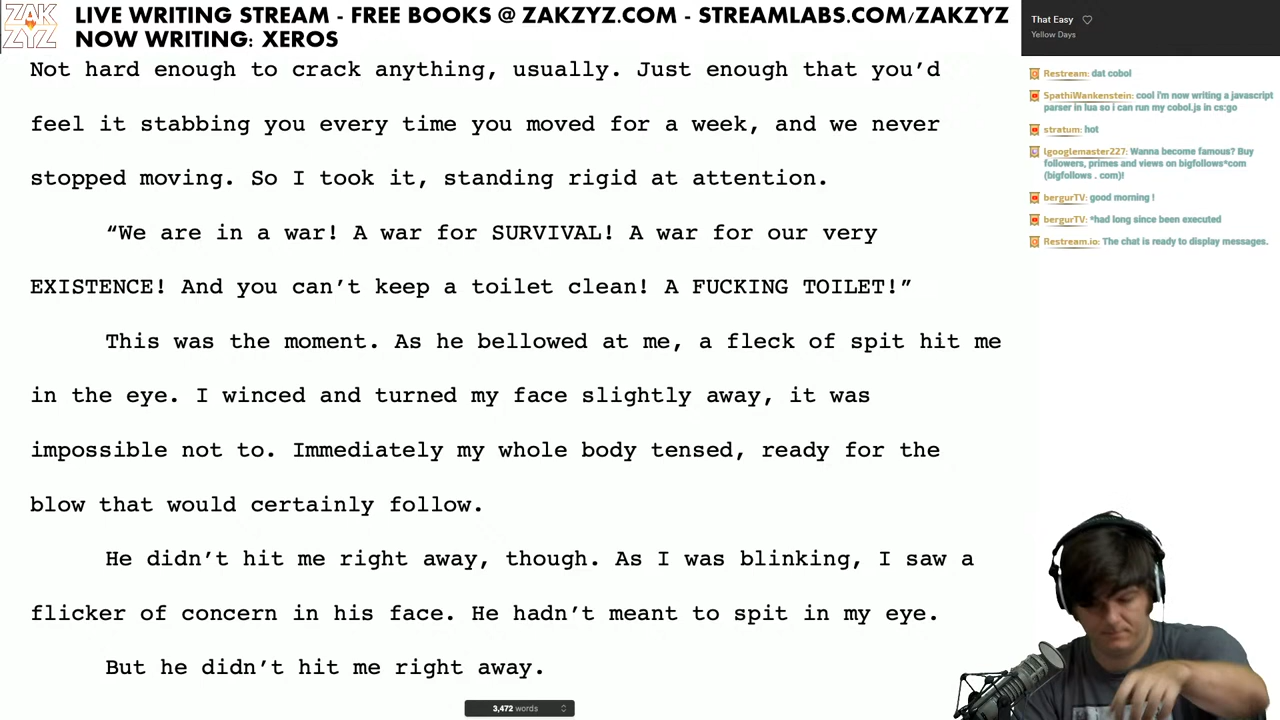 ZAK
ZYZ
LIVE WRITING STREAM - FREE BOOKS @ ZAKZYZ.COM - STREAMLABS.COM/ZAKZYZ
NOW WRITING: XEROS
Not hard enough to crack anything, usually. Just enough that you’d
feel it stabbing you every time you moved for a week, and we never
stopped moving. So I took it, standing rigid at attention.
“We are in a war! A war for SURVIVAL! A war for our very
EXISTENCE! And you can’t keep a toilet clean! A FUCKING TOILET!”
This was the moment. As he bellowed at me, a fleck of spit hit me
in the eye. I winced and turned my face slightly away, it was
impossible not to. Immediately my whole body tensed, ready for the
blow that would certainly follow.
He didn’t hit me right away, though. As I was blinking, I saw a
flicker of concern in his face. He hadn’t meant to spit in my eye.
But he didn’t hit me right away.
3,472 words
That Easy
Yellow Days
Restream: dat cobol
SpathiWankenstein: cool i'm now writing a javascript
parser in lua so i can run my cobol.js in cs:go
stratum: hot
lgooglemaster227: Wanna become famous? Buy
followers, primes and views on bigfollows*com
(bigfollows . com)!
bergurTV: good morning !
bergurTV: *had long since been executed
Restream.io: The chat is ready to display messages.